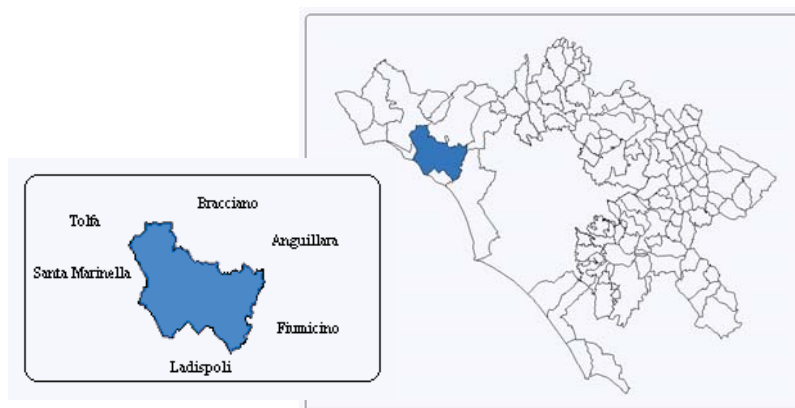 Bracciano
Tolfa
Anguillara
Santa Marinella
Fiumicino
Ladispoli